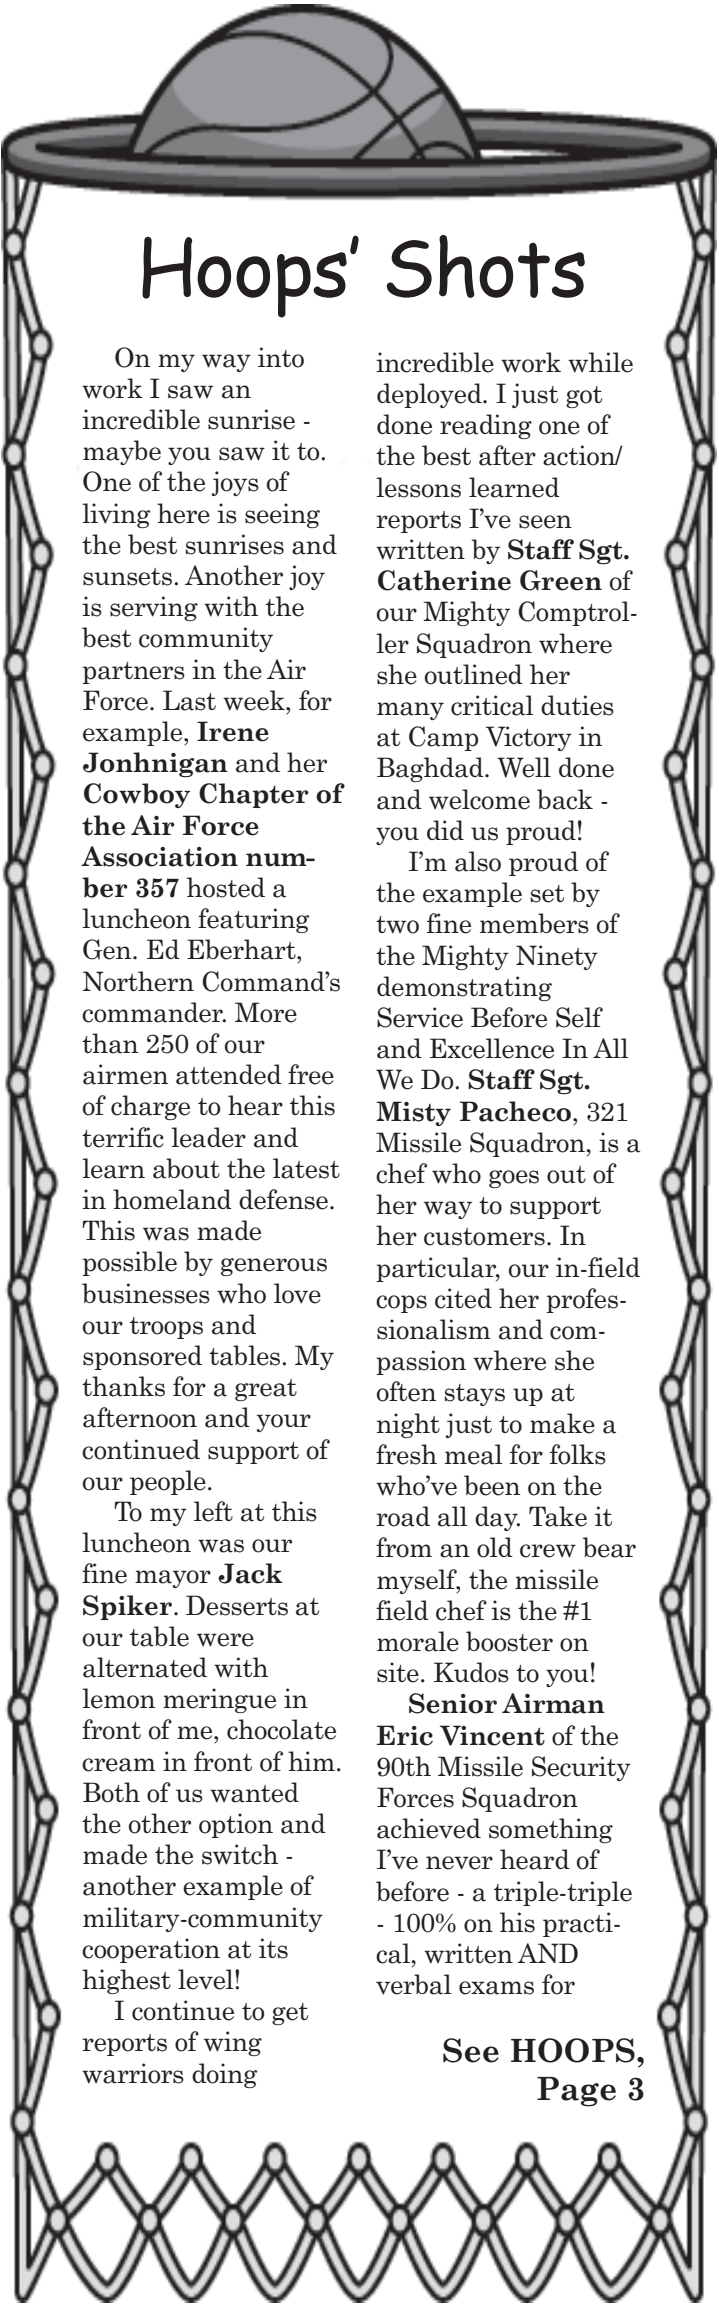 Hoops' Shots
On my way into
work I saw an
incredible sunrise -
maybe you saw it to.
One of the joys of
living here is seeing
the best sunrises and
sunsets. Another joy
is serving with the
best community
partners in the Air
Force. Last week, for
example, Irene
Jonhnigan and her
Cowboy Chapter of
the Air Force
Association num-
ber 357 hosted a
luncheon featuring
Gen. Ed Eberhart,
Northern Command's
commander. More
than 250 of our
airmen attended free
of charge to hear this
terrific leader and
learn about the latest
in homeland defense.
This was made
possible by generous
businesses who love
our troops and
sponsored tables. My
thanks for a great
afternoon and your
continued support of
our people.
To my left at this
luncheon was our
fine mayor Jack
Spiker. Desserts at
our table were
alternated with
lemon meringue in
front of me, chocolate
cream in front of him.
Both of us wanted
the other option and
made the switch -
another example of
military-community
cooperation at its
highest level!
I continue to get
reports of wing
warriors doing
incredible work while
deployed. I just got
done reading one of
the best after action/
lessons learned
reports I've seen
written by Staff Sgt.
Catherine Green of
our Mighty Comptrol-
ler Squadron where
she outlined her
many critical duties
at Camp Victory in
Baghdad. Well done
and welcome back -
you did us proud!
I'm also proud of
the example set by
two fine members of
the Mighty Ninety
demonstrating
Service Before Self
and Excellence In All
We Do. Staff Sgt.
Misty Pacheco, 321
Missile Squadron, is a
chef who goes out of
her way to support
her customers. In
particular, our in-field
cops cited her profes-
sionalism and com-
passion where she
often stays up at
night just to make a
fresh meal for folks
who've been on the
road all day. Take it
from an old crew bear
myself, the missile
field chef is the #1
morale booster on
site. Kudos to you!
Senior Airman
Eric Vincent of the
90th Missile Security
Forces Squadron
achieved something
I've never heard of
before - a triple-triple
- 100% on his practi-
cal, written AND
verbal exams for
See HOOPS,
Page 3